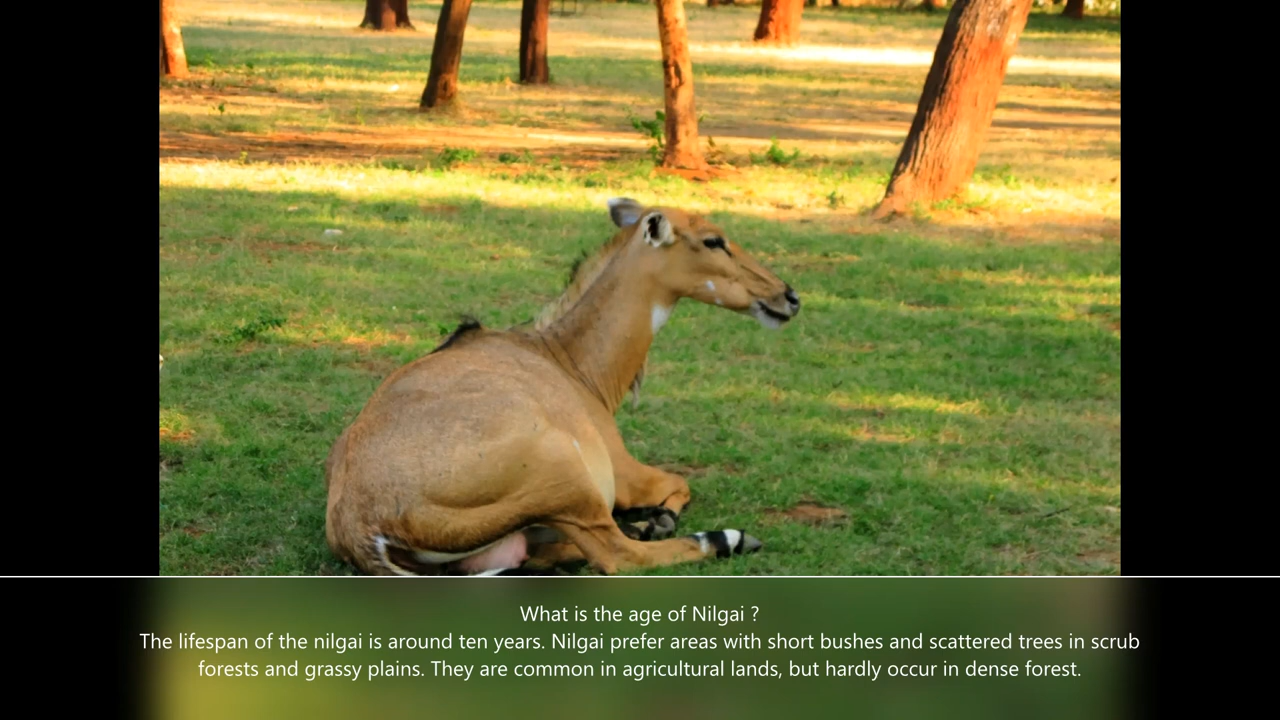 What is the age of Nilgai ?
The lifespan of the nilgai is around ten years. Nilgai prefer areas with short bushes and scattered trees in scrub
forests and grassy plains. They are common in agricultural lands, but hardly occur in dense forest.